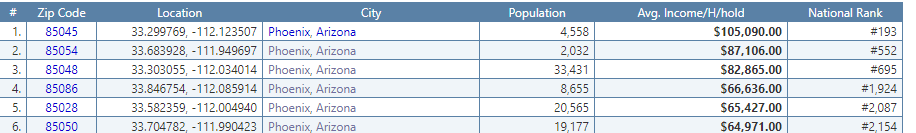 # Zip Code Location City Population Avg. Income/H/hold National Rank
1. 85045 33.299769, -112.123507 Phoenix, Arizona 4,558 $105,090.00 #193
2. 85054 33.683928, -111.949697 Phoenix, Arizona 2,032 $87,106.00 #552
3. 85048 33.303055, -112.034014 Phoenix, Arizona 33,431 $82,865.00 #695
4. 85086 33.846754, -112.085914 Phoenix, Arizona 8,655 $66,636.00 #1,924
5. 85028 33.582359, -112.004940 Phoenix, Arizona 20,565 $65,427.00 #2,087
6. 85050 33.704782, -111.990423 Phoenix, Arizona 19,177 $64,971.00 #2,154